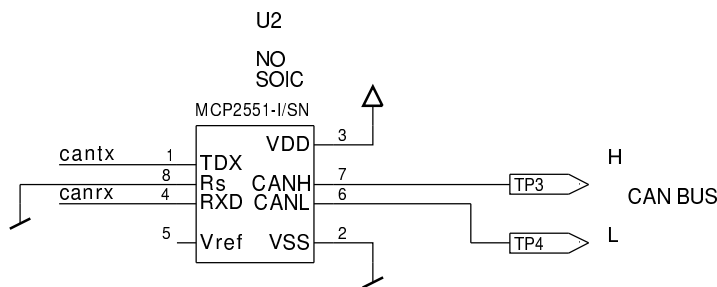 U2
NO
SOIC
MCP2551-I/SN
VDD 3
cantx 1 TDX
8 Rs CANH 7 TP3 H
canrx 4 RXD CANL 6
CAN BUS
5 Vref VSS 2 TP4 L